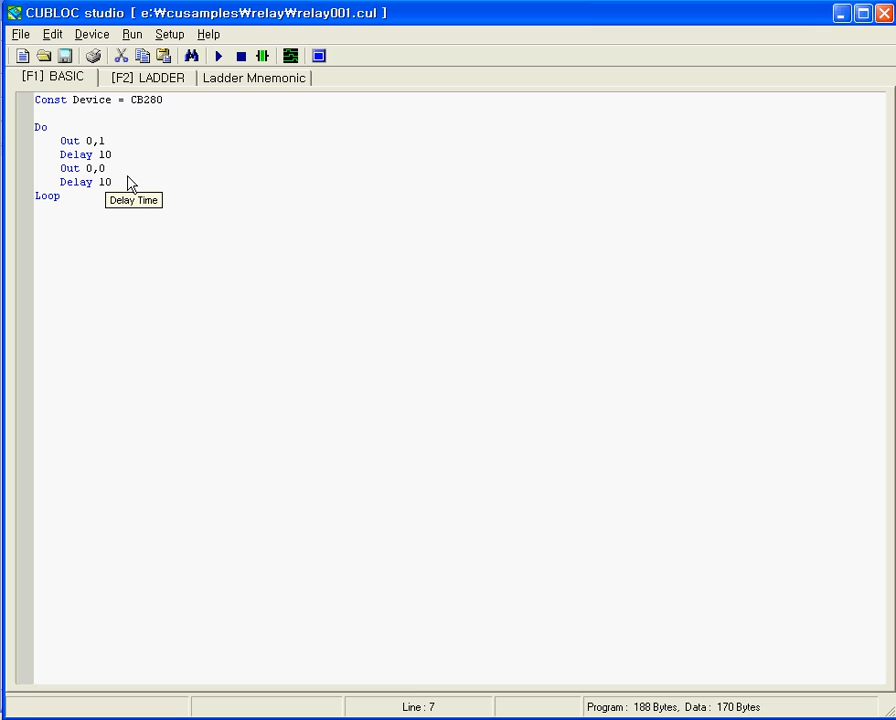 CUBLOC studio [ e:₩cusamples₩relay₩relay001.cul ]
File Edit Device Run Setup Help
[F1] BASIC [F2] LADDER Ladder Mnemonic
Const Device = CB280
Do
Out 0,1
Delay 10
Out 0,0
Delay 10
Delay Time
Loop
Line : 7 Program : 188 Bytes, Data : 170 Bytes